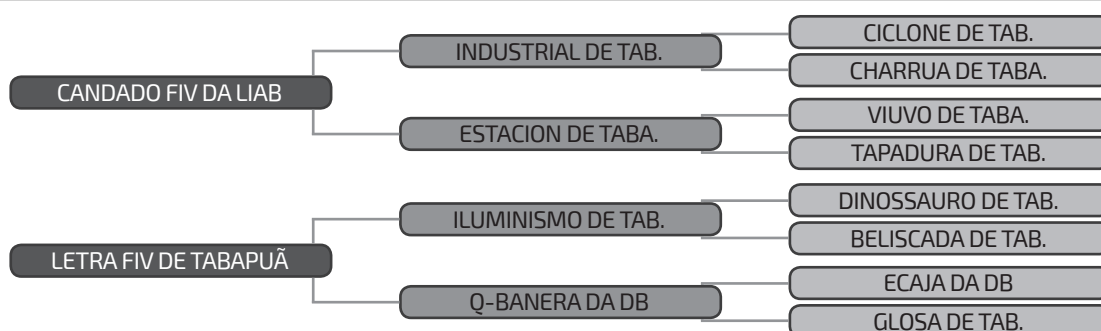 CICLONE DE TAB.
INDUSTRIAL DE TAB.
CHARRUA DE TABA.
CANDADO FIV DA LIAB
VIUVO DE TABA.
ESTACION DE TABA.
TAPADURA DE TAB.
DINOSSAURO DE TAB.
ILUMINISMO DE TAB.
BELISCADA DE TAB.
LETRA FIV DE TABAPUÃ
ECAJA DA DB
Q-BANERA DA DB
GLOSA DE TAB.